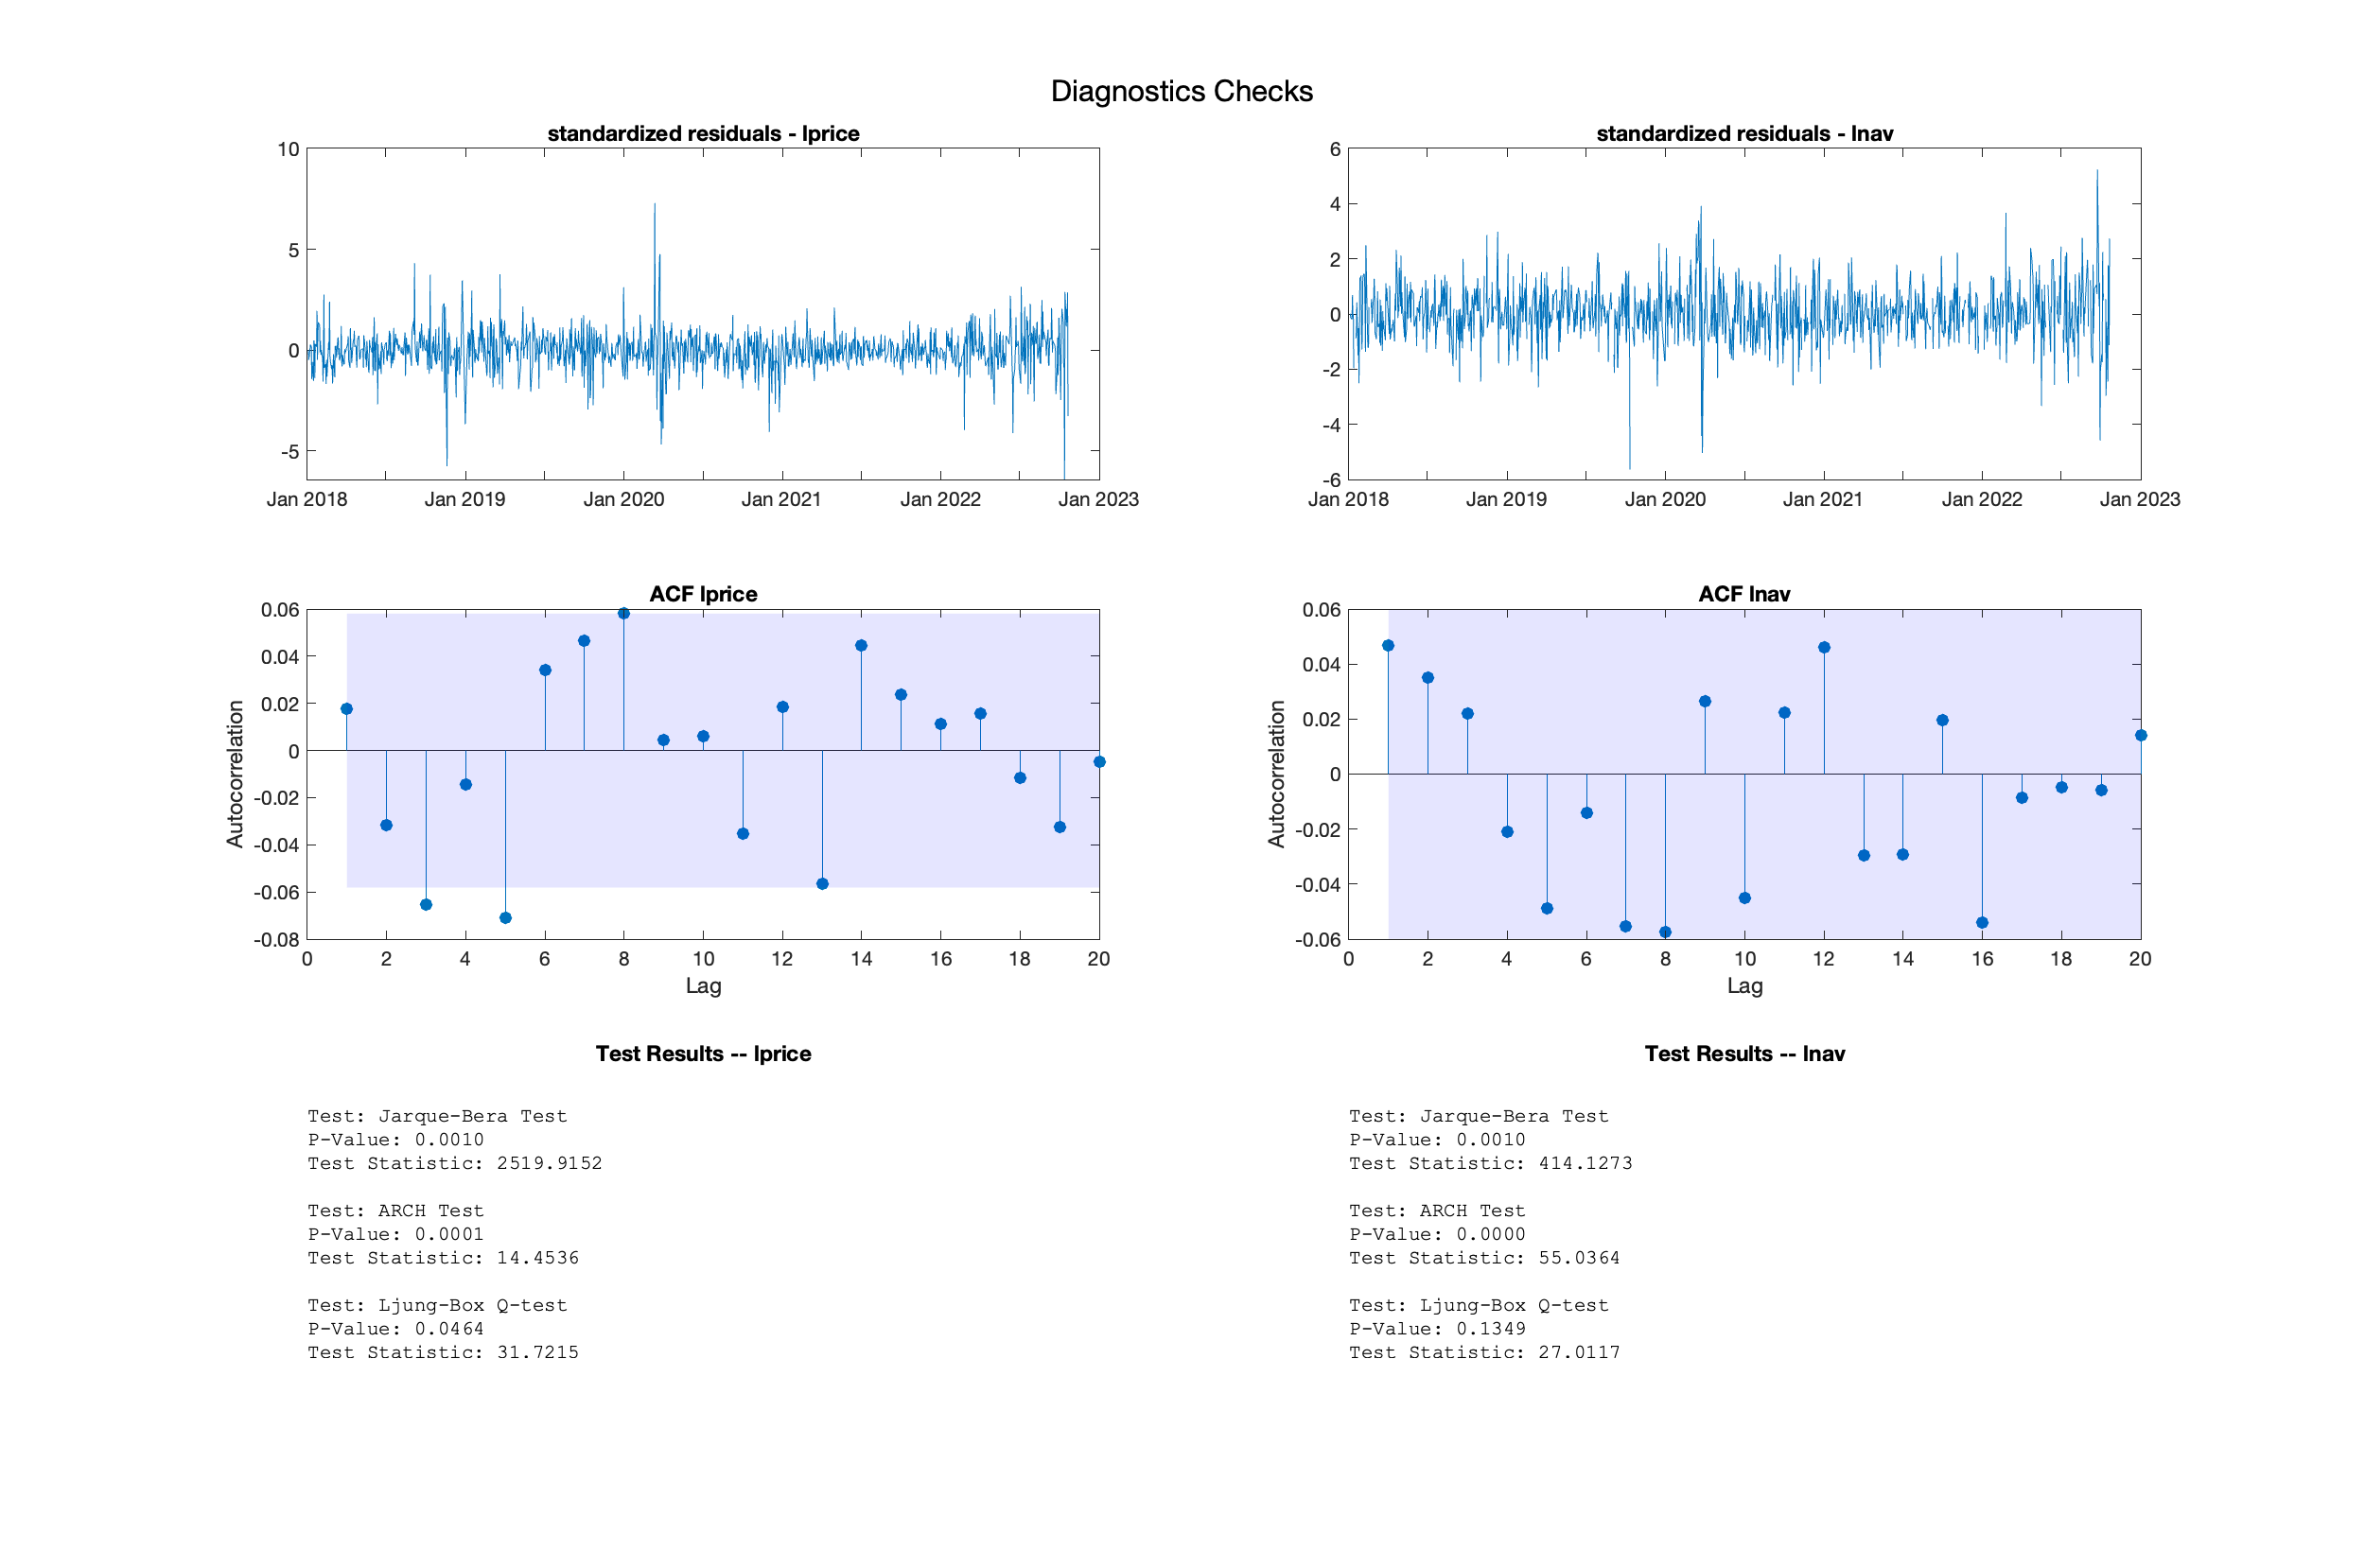 Diagnostics Checks
standardized residuals - lprice
10
5
0
-5
Jan 2018 Jan 2019 Jan 2020 Jan 2021 Jan 2022 Jan 2023
standardized residuals - lnav
6
4
2
0
-2
-4
-6
Jan 2018 Jan 2019 Jan 2020 Jan 2021 Jan 2022 Jan 2023
ACF lprice
Autocorrelation
0.06
0.04
0.02
0
-0.02
-0.04
-0.06
-0.08
0 2 4 6 8 10 12 14 16 18 20
Lag
ACF lnav
Autocorrelation
0.06
0.04
0.02
0
-0.02
-0.04
-0.06
0 2 4 6 8 10 12 14 16 18 20
Lag
Test Results -- lprice
Test: Jarque-Bera Test
P-Value: 0.0010
Test Statistic: 2519.9152
Test: ARCH Test
P-Value: 0.0001
Test Statistic: 14.4536
Test: Ljung-Box Q-test
P-Value: 0.0464
Test Statistic: 31.7215
Test Results -- lnav
Test: Jarque-Bera Test
P-Value: 0.0010
Test Statistic: 414.1273
Test: ARCH Test
P-Value: 0.0000
Test Statistic: 55.0364
Test: Ljung-Box Q-test
P-Value: 0.1349
Test Statistic: 27.0117